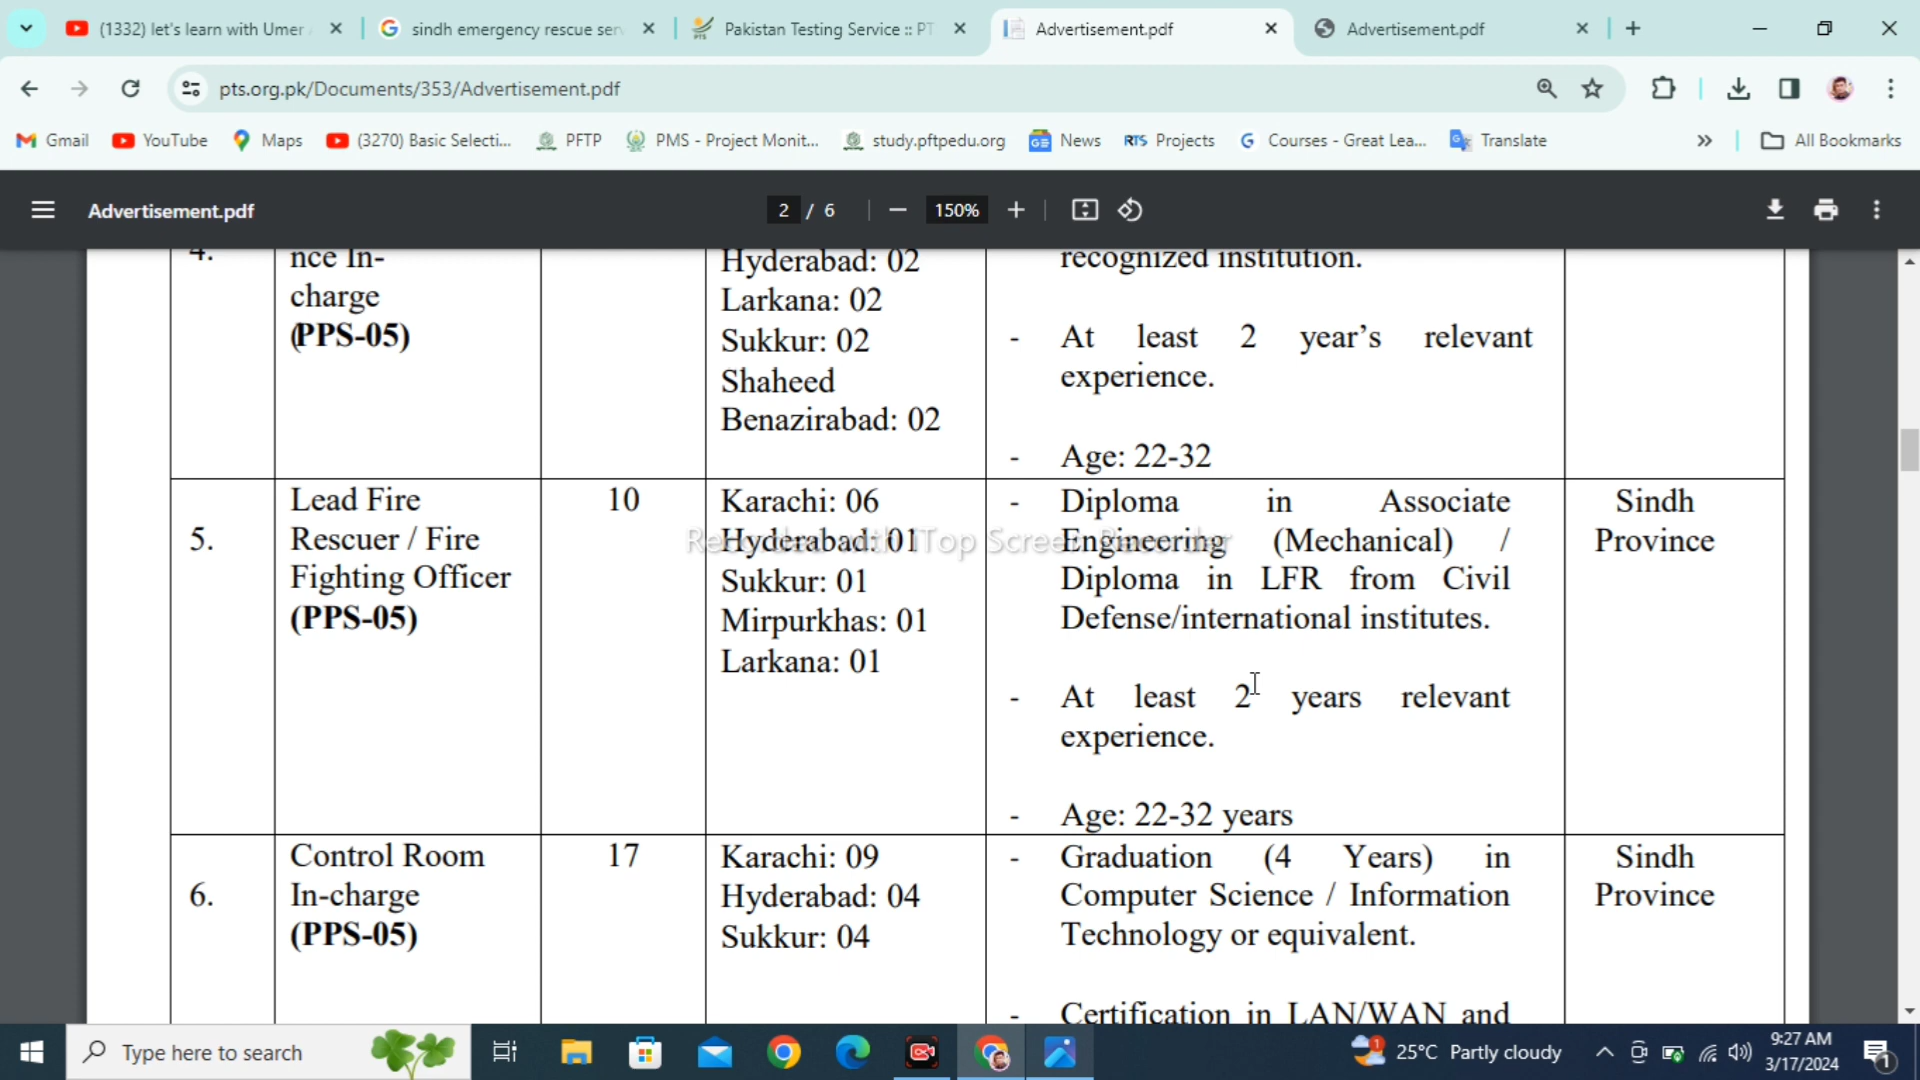 (1332) let's learn with Umer
sindh emergency rescue ser
Pakistan Testing Service :: PT
Advertisement.pdf
Advertisement.pdf
pts.org.pk/Documents/353/Advertisement.pdf
Gmail
YouTube
Maps
(3270) Basic Selecti...
PFTP
PMS - Project Monit...
study.pftpedu.org
News
RTS Projects
Courses - Great Lea...
Translate
All Bookmarks
Advertisement.pdf
2 / 6
150%
4.
nce In-
charge
(PPS-05)
Hyderabad: 02
Larkana: 02
Sukkur: 02
Shaheed
Benazirabad: 02
recognized institution.
- At least 2 year's relevant
experience.
- Age: 22-32
5.
Lead Fire
Rescuer / Fire
Fighting Officer
(PPS-05)
10
Karachi: 06
Hyderabad: 01
Sukkur: 01
Mirpurkhas: 01
Larkana: 01
- Diploma in Associate
Engineering (Mechanical) /
Diploma in LFR from Civil
Defense/international institutes.
- At least 2 years relevant
experience.
- Age: 22-32 years
Sindh
Province
Recorded with iTop Screen Recorder
6.
Control Room
In-charge
(PPS-05)
17
Karachi: 09
Hyderabad: 04
Sukkur: 04
- Graduation (4 Years) in
Computer Science / Information
Technology or equivalent.
- Certification in LAN/WAN and
Sindh
Province
Type here to search
25°C Partly cloudy
9:27 AM
3/17/2024
1